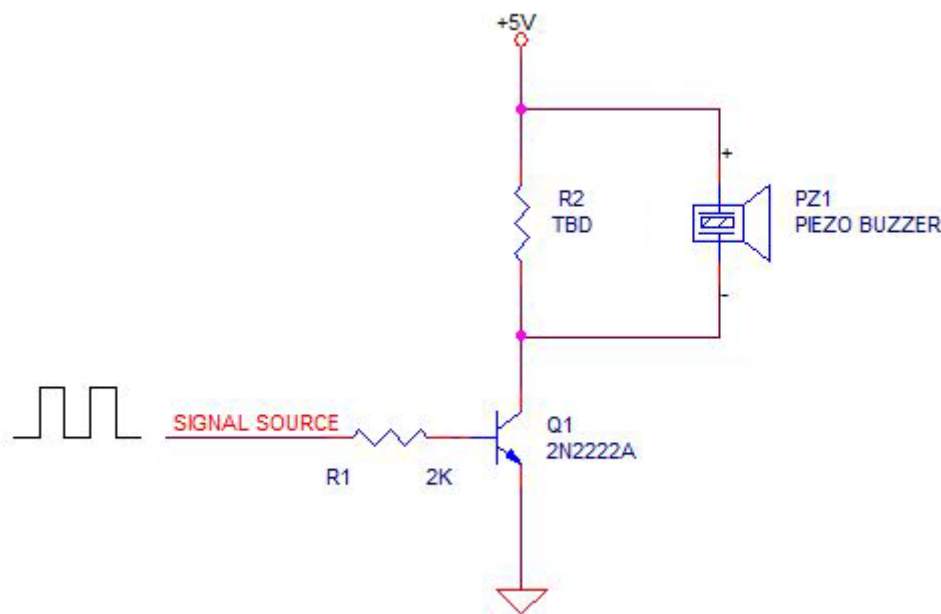 +5V
R2
TBD
+
PZ1
PIEZO BUZZER
-
SIGNAL SOURCE
R1 2K
Q1
2N2222A